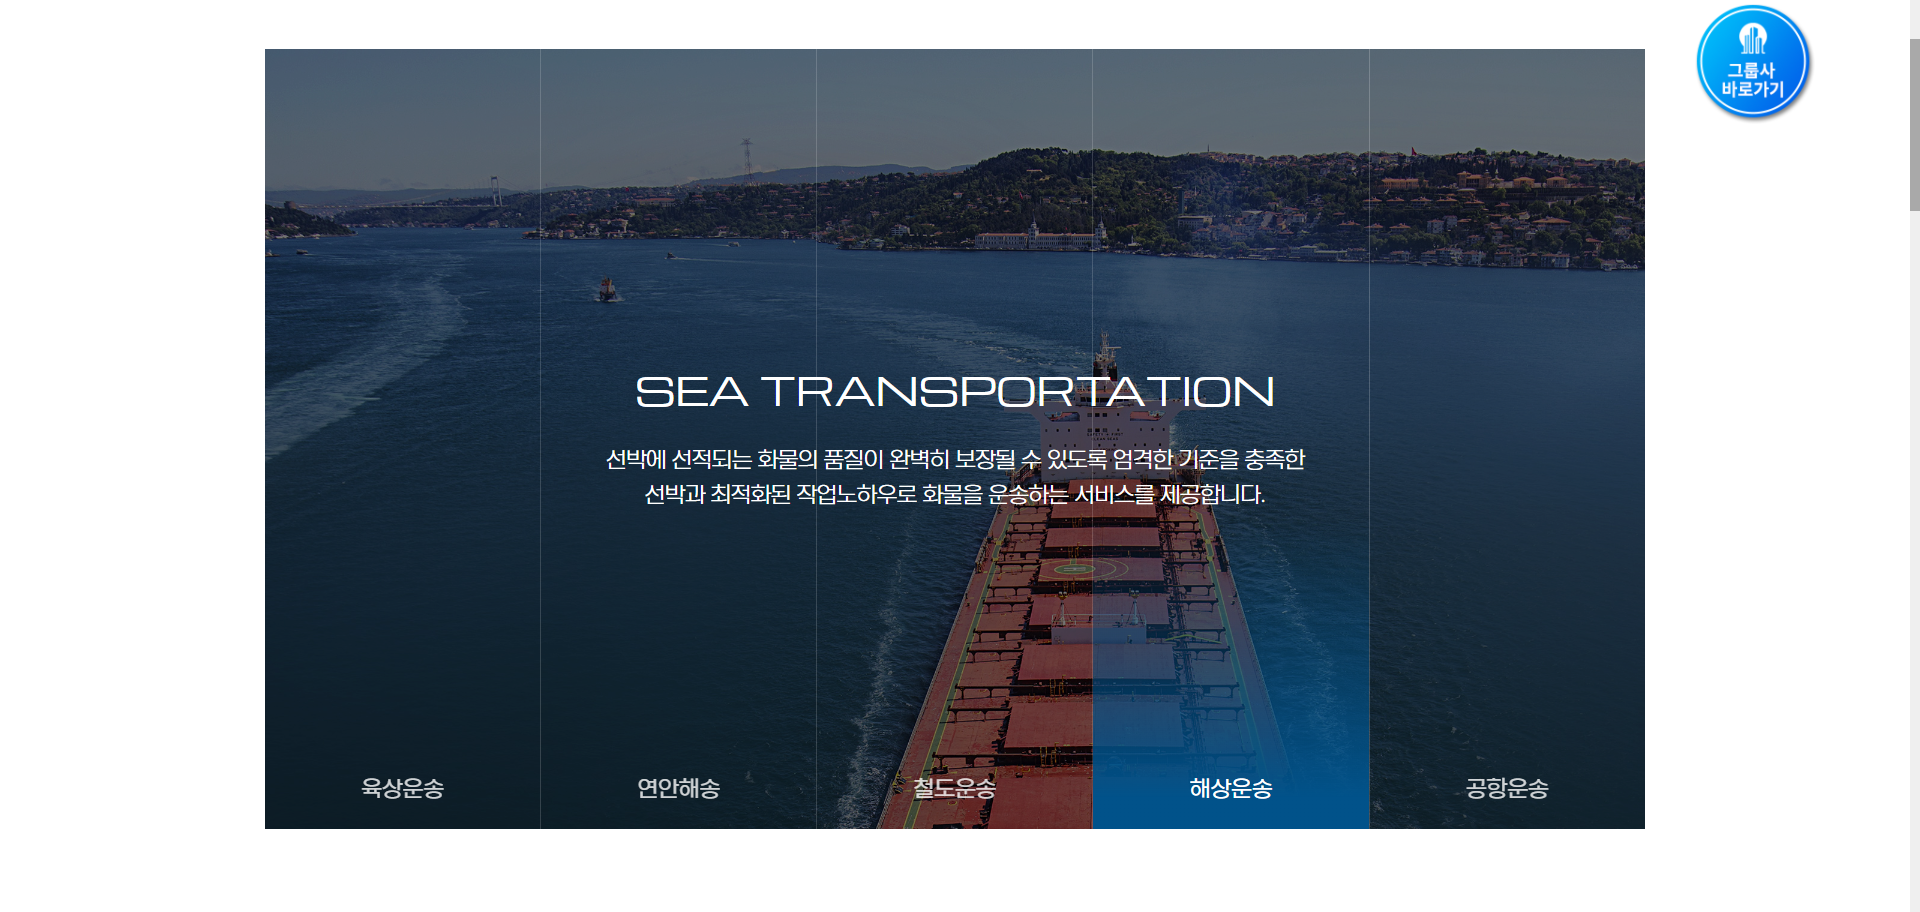 그룹사
바로가기
SEA TRANSPORTATION
선박에 선적되는 화물의 품질이 완벽히 보장될 수 있도록 엄격한 기준을 충족한
선박과 최적화된 작업노하우로 화물을 운송하는 서비스를 제공합니다.
육상운송
연안해송
철도운송
해상운송
공항운송